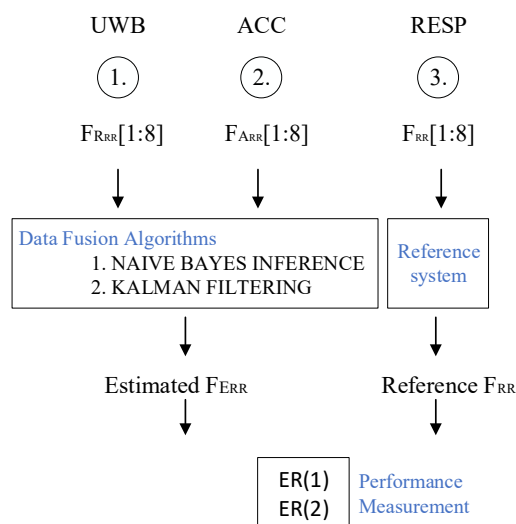 UWB ACC RESP
1. 2. 3.
FRRR[1:8] FARR[1:8] FRR[1:8]
Data Fusion Algorithms
1. NAIVE BAYES INFERENCE
2. KALMAN FILTERING
Reference
system
Estimated FERR Reference FRR
ER(1)
ER(2)
Performance
Measurement